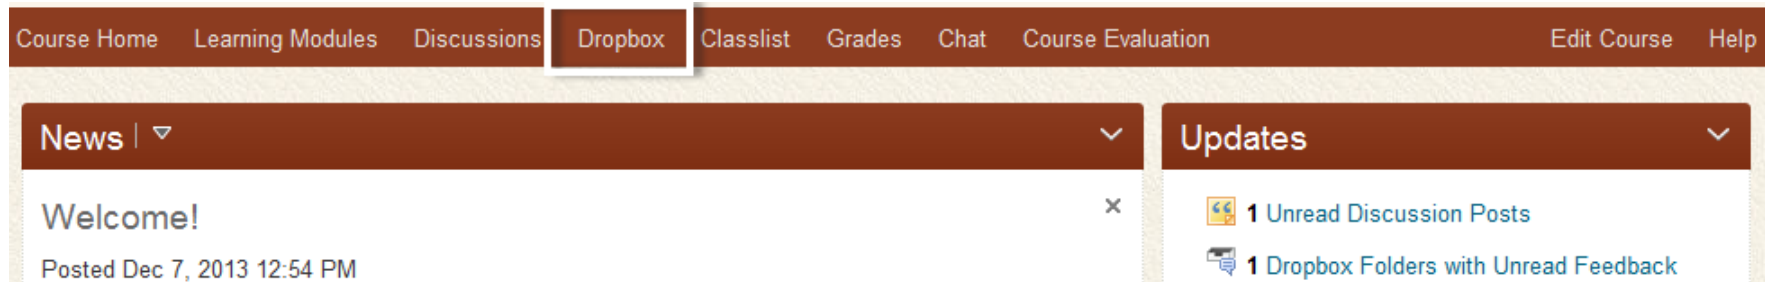 Course Home Learning Modules Discussions Dropbox Classlist Grades Chat Course Evaluation Edit Course Help
News
Welcome!
Posted Dec 7, 2013 12:54 PM
Updates
1 Unread Discussion Posts
1 Dropbox Folders with Unread Feedback